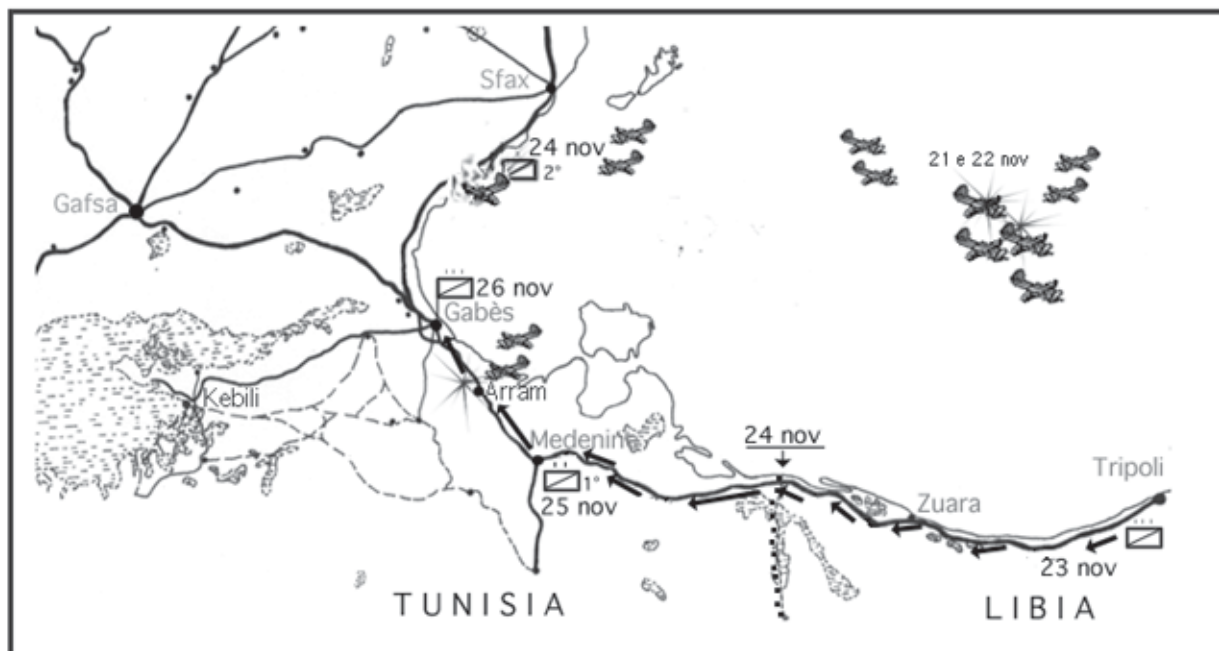 Sfax
24 nov
2°
21 e 22 nov
Gafsa
26 nov
Gabès
Kebili
Arram
Medenine
24 nov
1°
25 nov
Tripoli
Zuara
23 nov
TUNISIA
LIBIA